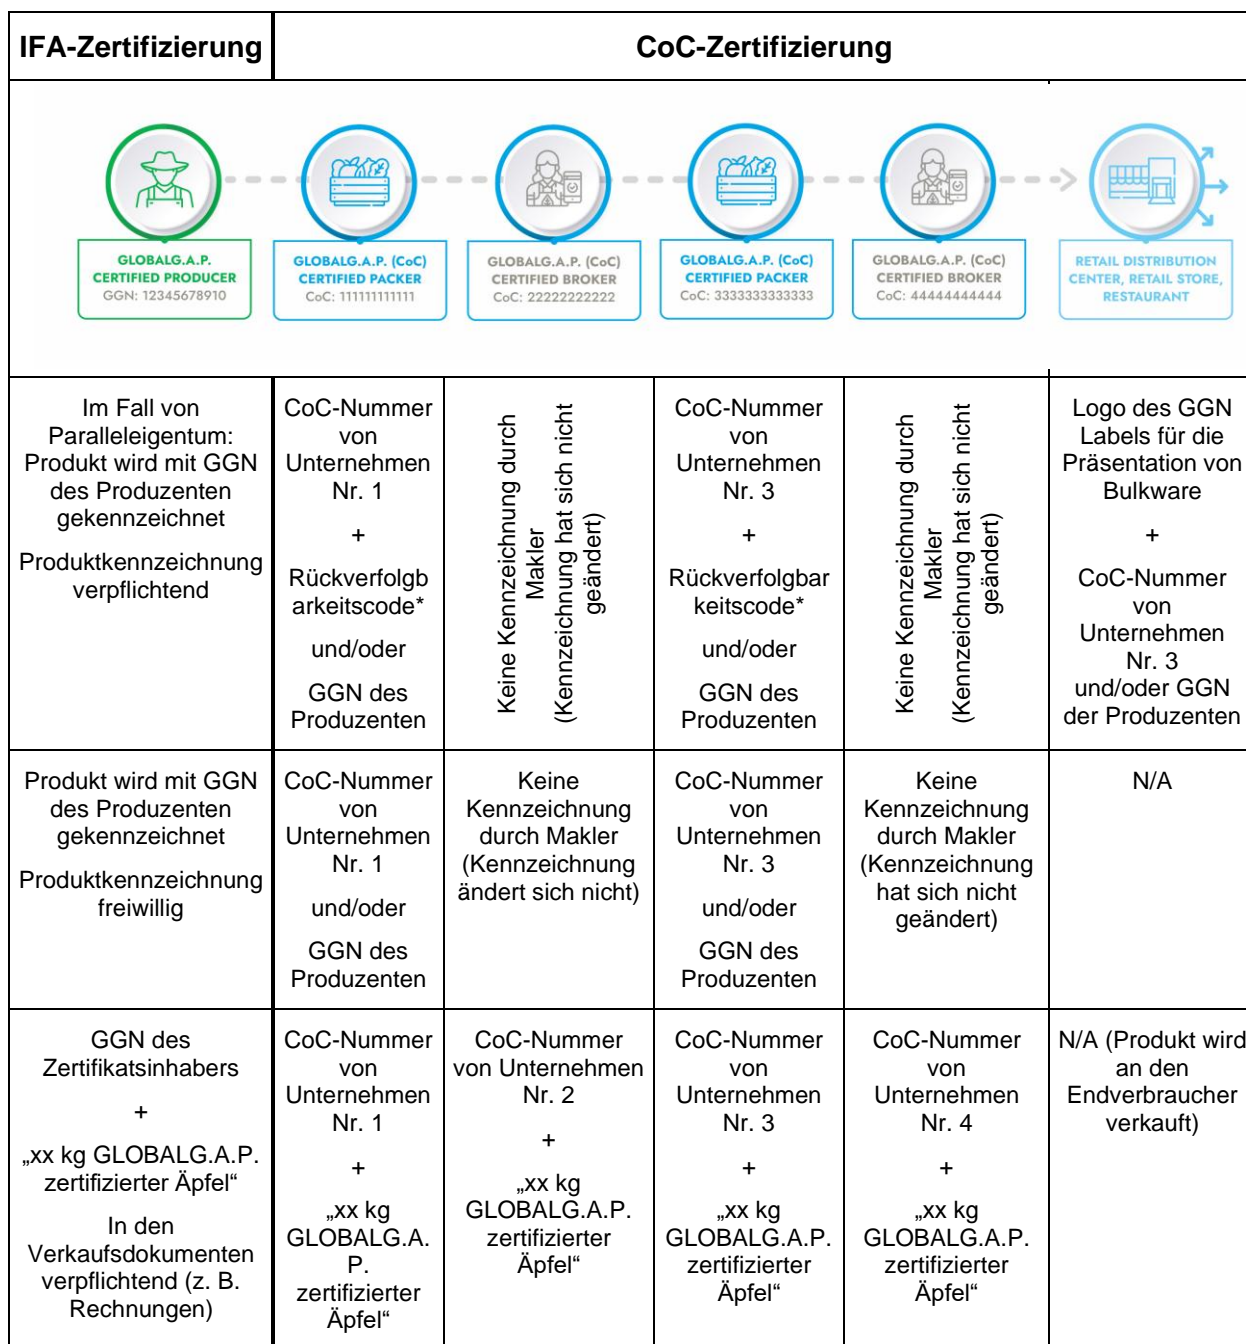 IFA-Zertifizierung
CoC-Zertifizierung
GLOBALG.A.P.
CERTIFIED PRODUCER
GGN: 12345678910
GLOBALG.A.P. (CoC)
CERTIFIED PACKER
CoC: 111111111111
GLOBALG.A.P. (CoC)
CERTIFIED BROKER
CoC: 22222222222
GLOBALG.A.P. (CoC)
CERTIFIED PACKER
CoC: 3333333333333
GLOBALG.A.P. (CoC)
CERTIFIED BROKER
CoC: 44444444444
RETAIL DISTRIBUTION
CENTER, RETAIL STORE,
RESTAURANT
Im Fall von
Paralleleigentum:
Produkt wird mit GGN
des Produzenten
gekennzeichnet
Produktkennzeichnung
verpflichtend
CoC-Nummer
von
Unternehmen
Nr. 1
+
Rückverfolgb
arkeitscode*
und/oder
GGN des
Produzenten
Keine Kennzeichnung durch
Makler
(Kennzeichnung hat sich nicht
geändert)
CoC-Nummer
von
Unternehmen
Nr. 3
+
Rückverfolgbar
keitscode*
und/oder
GGN des
Produzenten
Keine Kennzeichnung durch
Makler
(Kennzeichnung hat sich nicht
geändert)
Logo des GGN
Labels für die
Präsentation von
Bulkware
+
CoC-Nummer
von
Unternehmen
Nr. 3
und/oder GGN
der Produzenten
Produkt wird mit GGN
des Produzenten
gekennzeichnet
Produktkennzeichnung
freiwillig
CoC-Nummer
von
Unternehmen
Nr. 1
und/oder
GGN des
Produzenten
Keine
Kennzeichnung
durch Makler
(Kennzeichnung
ändert sich nicht)
CoC-Nummer
von
Unternehmen
Nr. 3
und/oder
GGN des
Produzenten
Keine
Kennzeichnung
durch Makler
(Kennzeichnung
hat sich nicht
geändert)
N/A
GGN des
Zertifikatsinhabers
+
„xx kg GLOBALG.A.P.
zertifizierter Äpfel“
In den
Verkaufsdokumenten
verpflichtend (z. B.
Rechnungen)
CoC-Nummer
von
Unternehmen
Nr. 1
+
„xx kg
GLOBALG.A.
P.
zertifizierter
Äpfel“
CoC-Nummer
von Unternehmen
Nr. 2
+
„xx kg
GLOBALG.A.P.
zertifizierter
Äpfel“
CoC-Nummer
von
Unternehmen
Nr. 3
+
„xx kg
GLOBALG.A.P.
zertifizierter
Äpfel“
CoC-Nummer
von
Unternehmen
Nr. 4
+
„xx kg
GLOBALG.A.P.
zertifizierter
Äpfel“
N/A (Produkt wird
an den
Endverbraucher
verkauft)